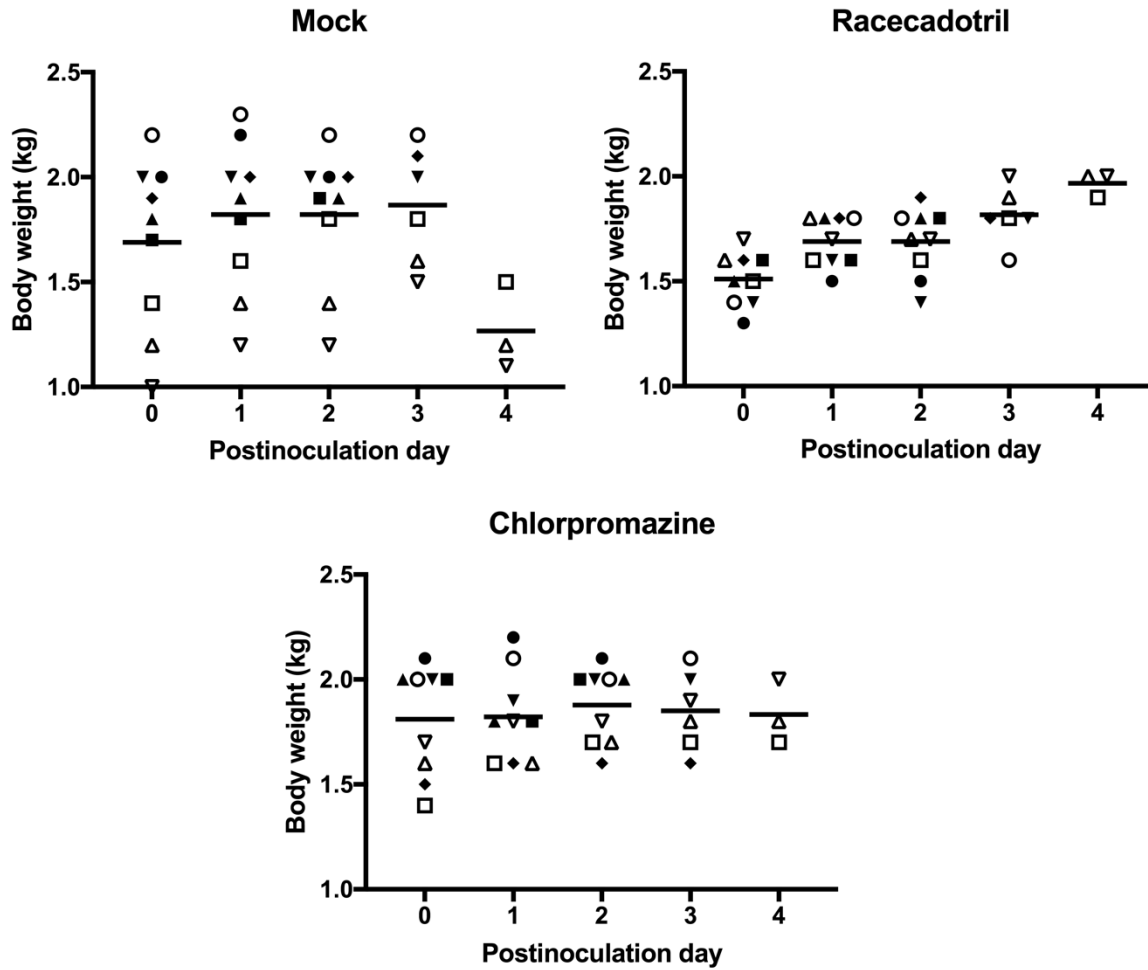 Mock
Body weight (kg)
2.5
2.0
1.5
1.0
0 1 2 3 4
Postinoculation day
Racecadotril
Body weight (kg)
2.5
2.0
1.5
1.0
0 1 2 3 4
Postinoculation day
Chlorpromazine
Body weight (kg)
2.5
2.0
1.5
1.0
0 1 2 3 4
Postinoculation day